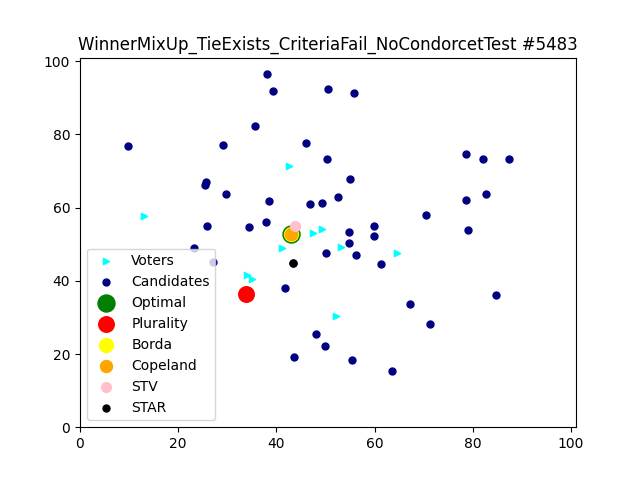 WinnerMixUp_TieExists_CriteriaFail_NoCondorcetTest #5483
100
80
60
40
20
0
Voters
Candidates
Optimal
Plurality
Borda
Copeland
STV
STAR
0 20 40 60 80 100